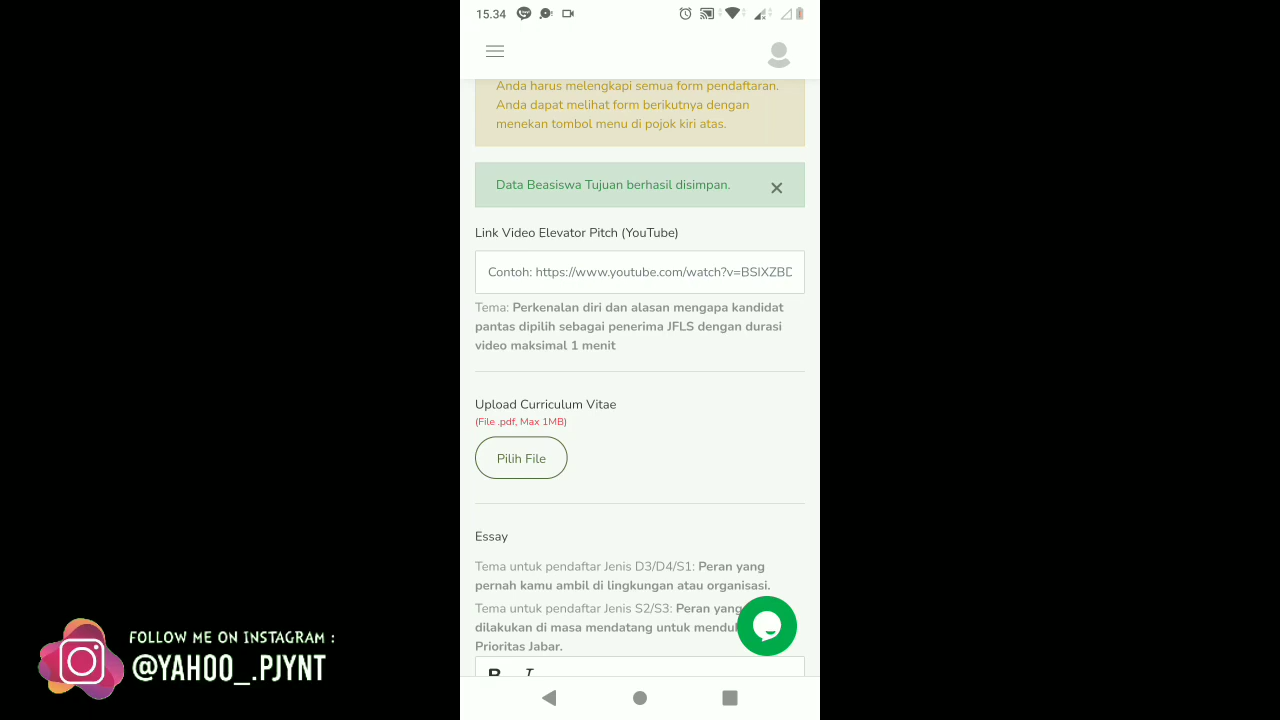 15.34
Anda harus melengkapi semua form pendaftaran.
Anda dapat melihat form berikutnya dengan
menekan tombol menu di pojok kiri atas.
Data Beasiswa Tujuan berhasil disimpan.
Link Video Elevator Pitch (YouTube)
Contoh: https://www.youtube.com/watch?v=BSIXZBD
Tema: Perkenalan diri dan alasan mengapa kandidat
pantas dipilih sebagai penerima JFLS dengan durasi
video maksimal 1 menit
Upload Curriculum Vitae
(File .pdf, Max 1MB)
Pilih File
Essay
Tema untuk pendaftar Jenis D3/D4/S1: Peran yang
pernah kamu ambil di lingkungan atau organisasi.
Tema untuk pendaftar Jenis S2/S3: Peran yang
dilakukan di masa mendatang untuk
Prioritas Jabar.
B I
FOLLOW ME ON INSTAGRAM :
@YAHOO_.PJYNT